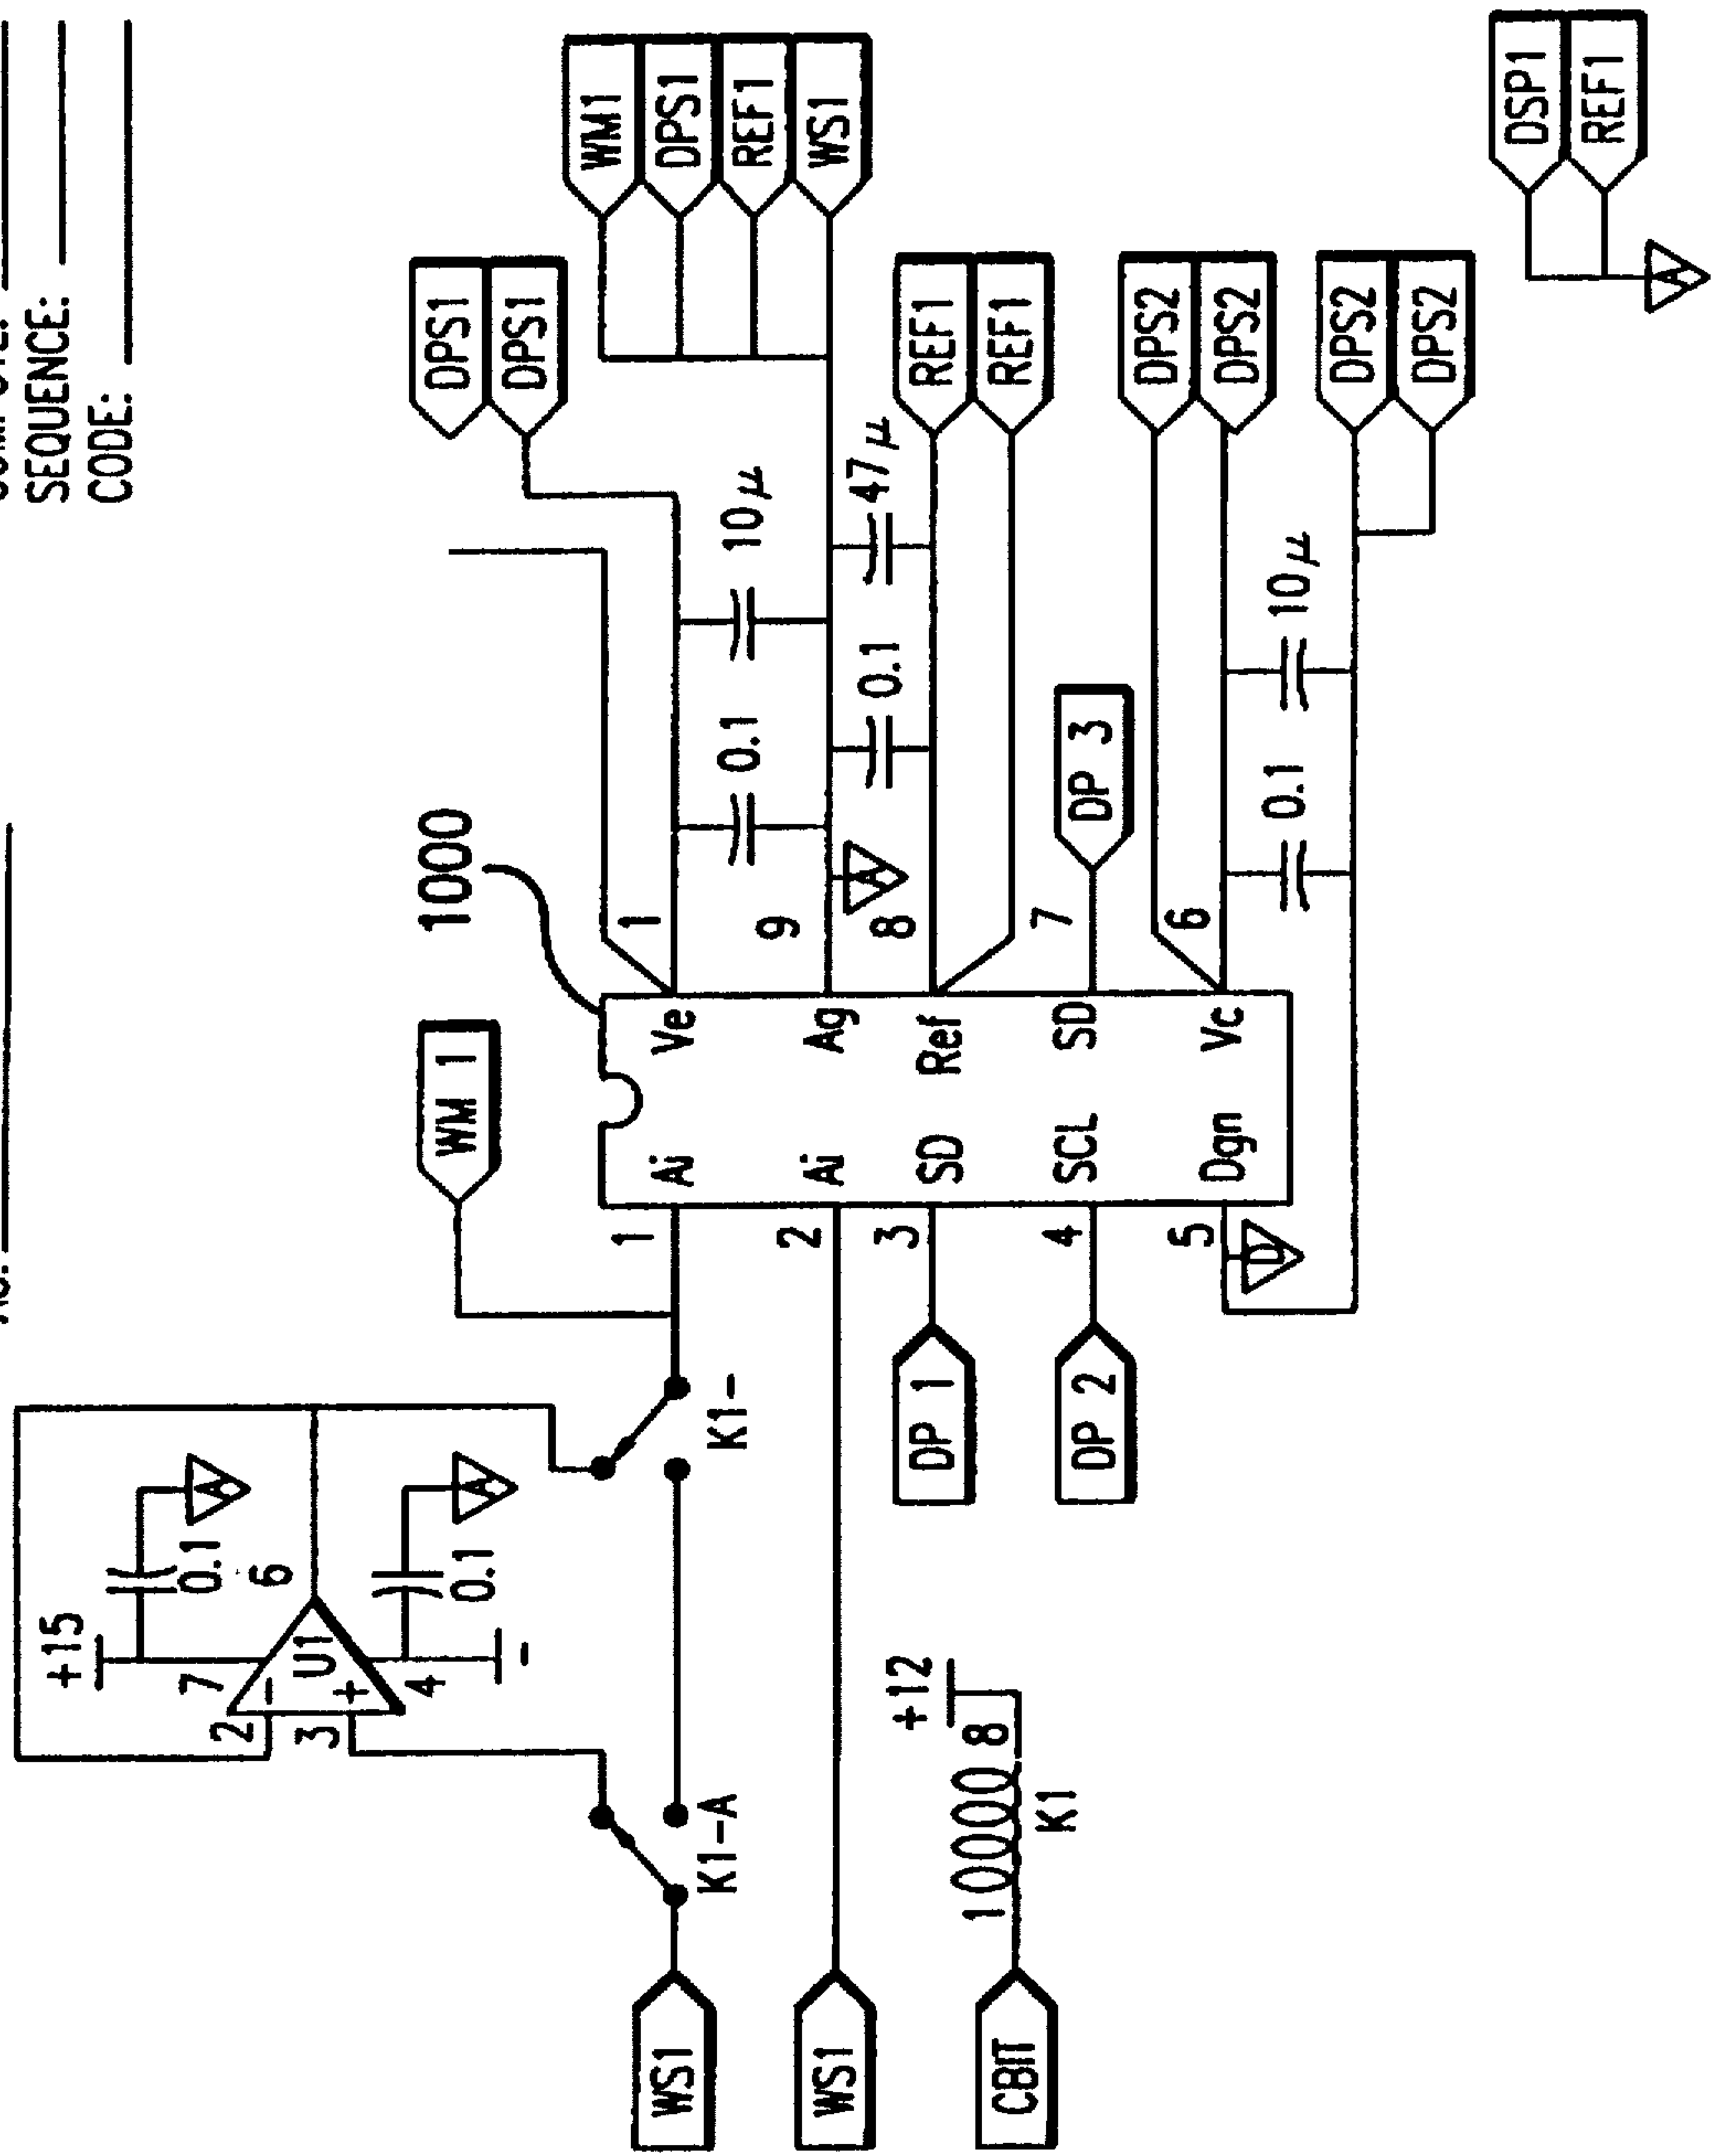 SEQUENCE:
CODE:
+15
0.1
7
6
2
U1
-
3
+
4
0.1
-
WM 1
1000
DPS1
DPS1
WS1
K1-A
K1-
1
Ai
Ve
1
0.1
10μ
WM1
DPS1
REF1
WS1
WS1
2
Ai
Ag
9
A
0.1
47μ
DP 1
3
SD
Ref
8
REF1
REF1
+12
CBIT
1
8
K1
DP 2
4
SCL
SD
7
DP 3
5
Dgn
Vc
6
D
0.1
10μ
DPS2
DPS2
DPS2
DPS2
DSP1
REF1
A
A
A